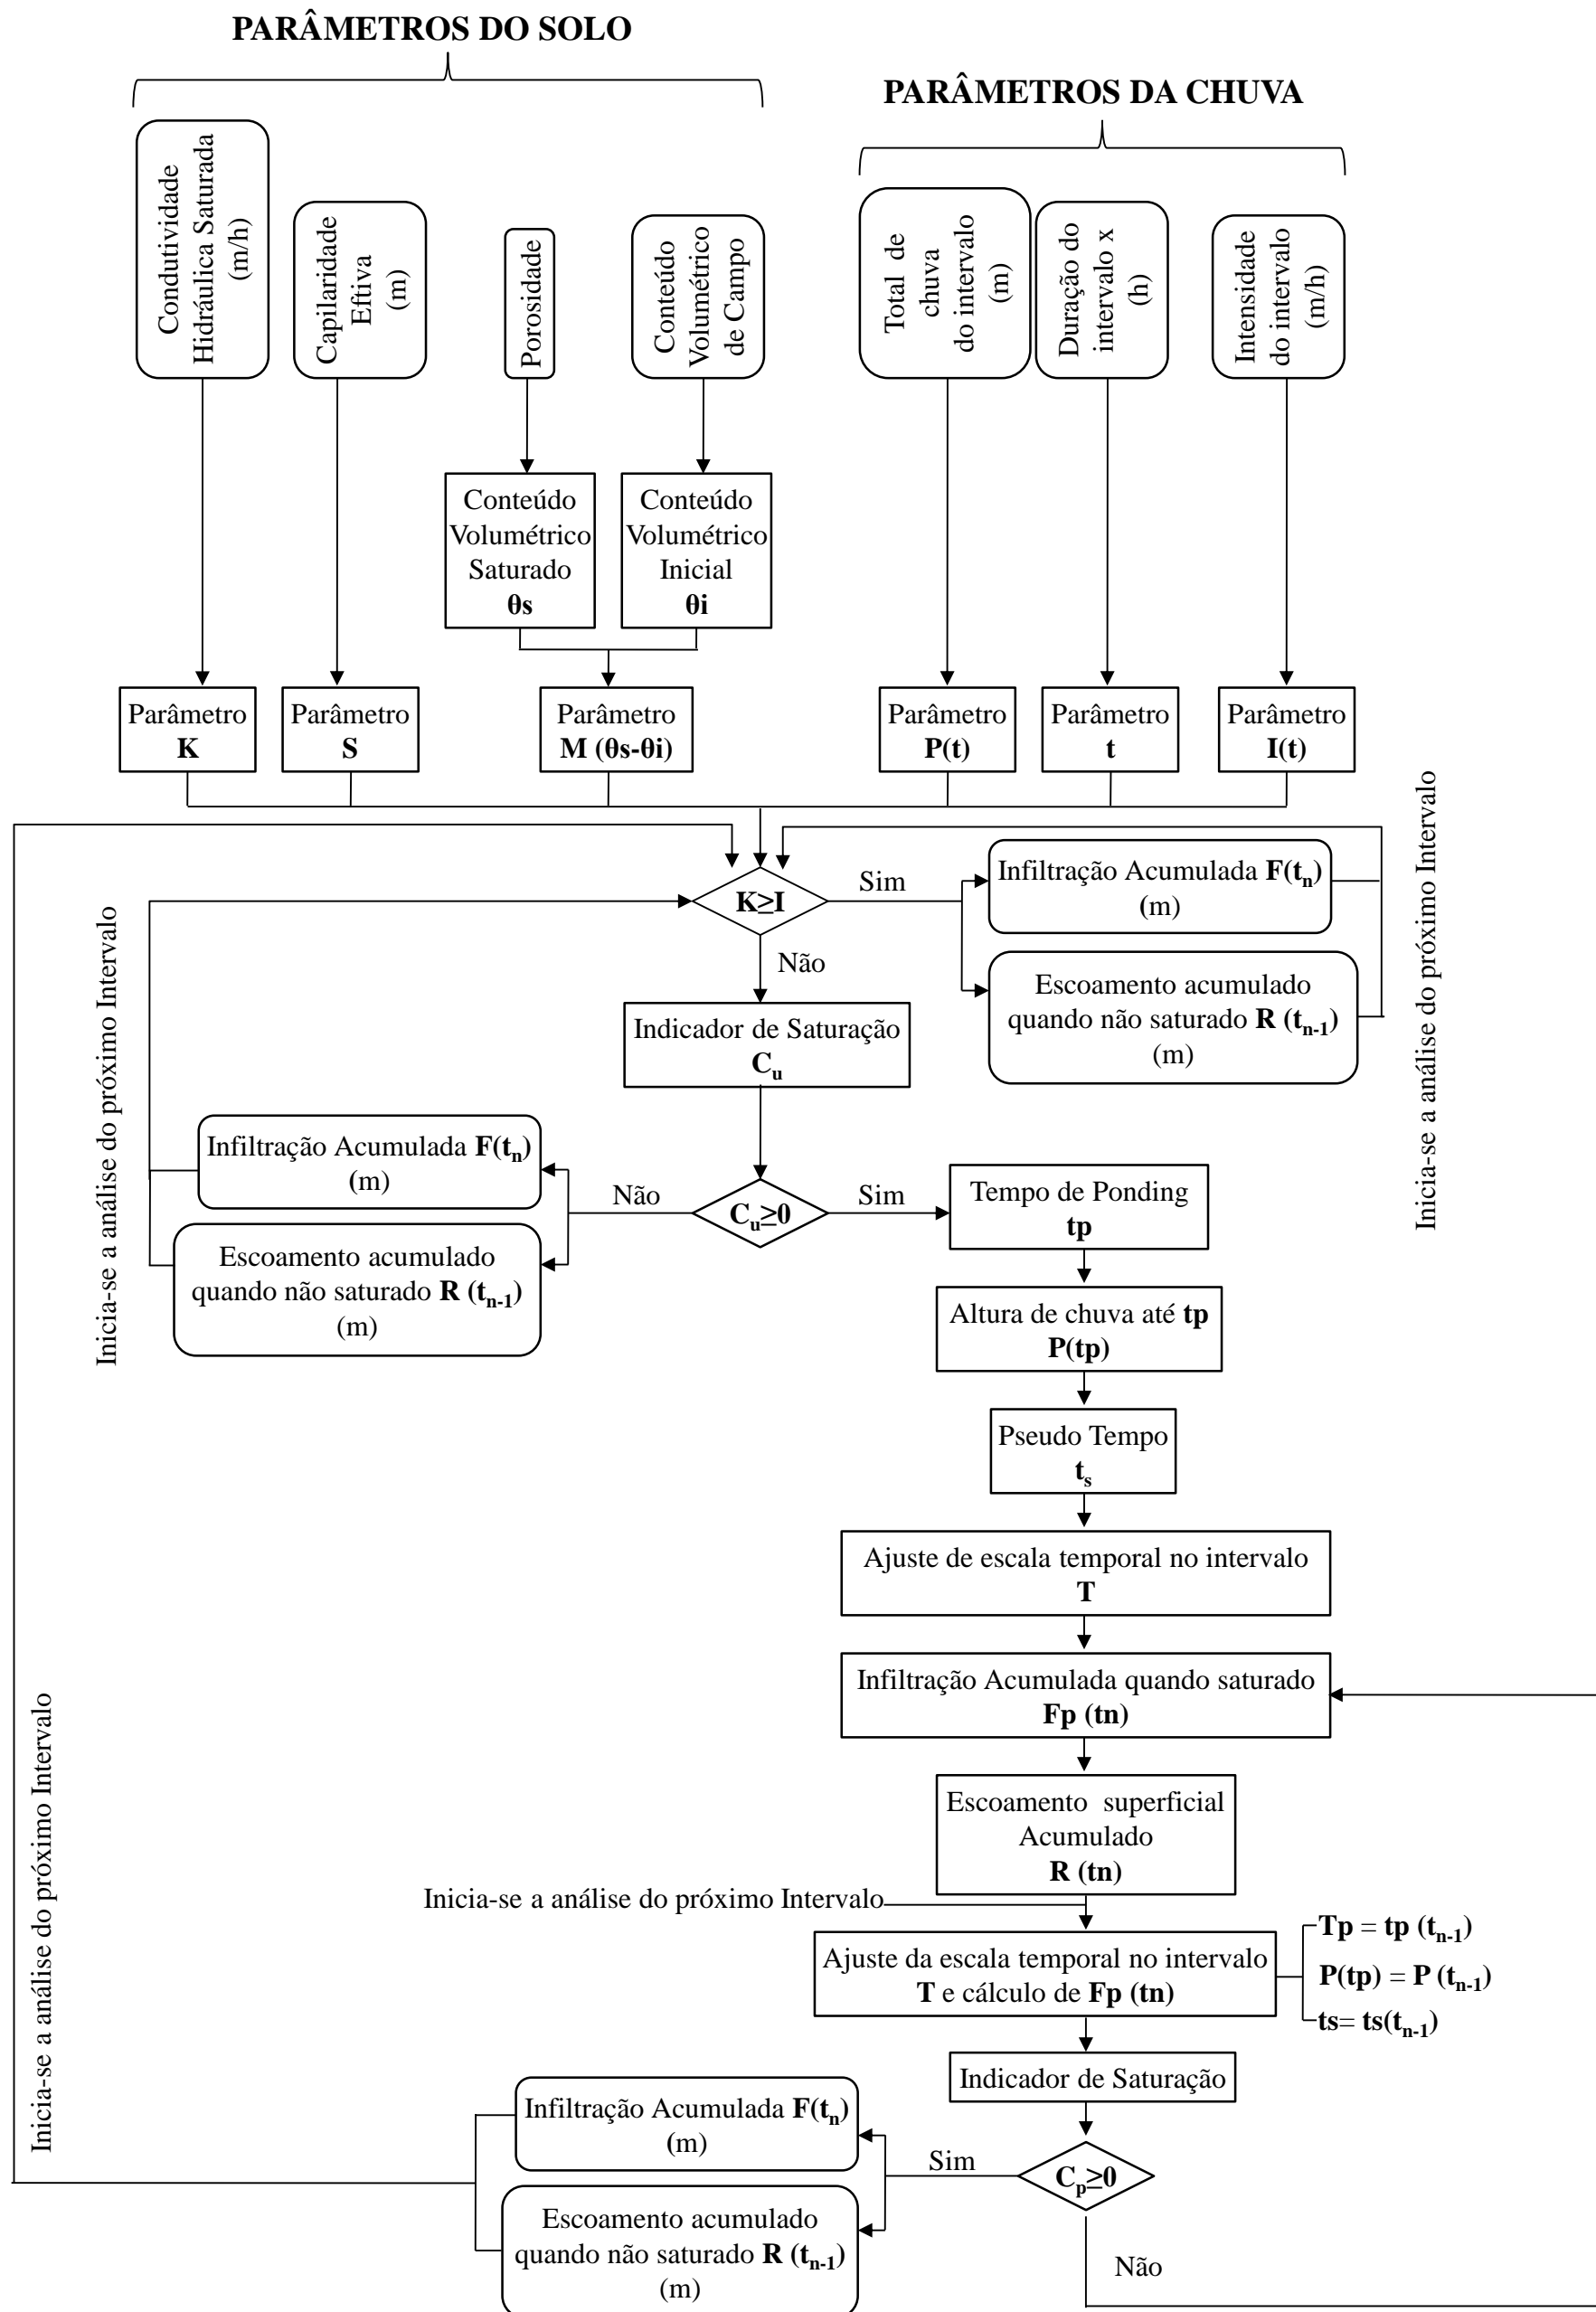 PARÂMETROS DO SOLO
PARÂMETROS DA CHUVA
Condutividade
Hidráulica Saturada
(m/h)
Capilaridade
Eftiva
(m)
Porosidade
Conteúdo
Volumétrico
de Campo
Total de
chuva
do intervalo
(m)
Duração do
intervalo x
(h)
Intensidade
do intervalo
(m/h)
Conteúdo
Volumétrico
Saturado
θs
Conteúdo
Volumétrico
Inicial
θi
Parâmetro
K
Parâmetro
S
Parâmetro
M (θs-θi)
Parâmetro
P(t)
Parâmetro
t
Parâmetro
I(t)
K≥I
Sim
Infiltração Acumulada F(tn)
(m)
Escoamento acumulado
quando não saturado R (tn-1)
(m)
Inicia-se a análise do próximo Intervalo
Não
Indicador de Saturação
Cu
Inicia-se a análise do próximo Intervalo
Infiltração Acumulada F(tn)
(m)
Escoamento acumulado
quando não saturado R (tn-1)
(m)
Não
Cu≥0
Sim
Tempo de Ponding
tp
Altura de chuva até tp
P(tp)
Pseudo Tempo
ts
Ajuste de escala temporal no intervalo
T
Infiltração Acumulada quando saturado
Fp (tn)
Escoamento superficial
Acumulado
R (tn)
Inicia-se a análise do próximo Intervalo
Ajuste da escala temporal no intervalo
T e cálculo de Fp (tn)
Tp = tp (tn-1)
P(tp) = P (tn-1)
ts= ts(tn-1)
Indicador de Saturação
Cp≥0
Sim
Infiltração Acumulada F(tn)
(m)
Escoamento acumulado
quando não saturado R (tn-1)
(m)
Não
Inicia-se a análise do próximo Intervalo